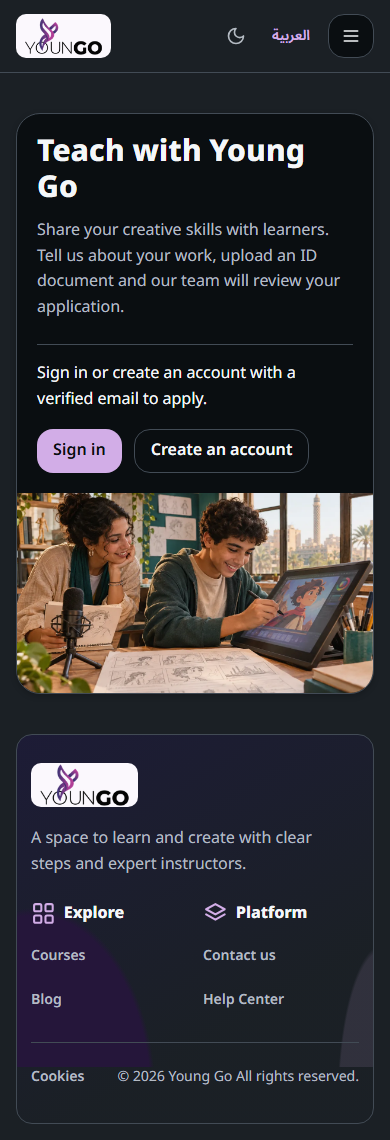 YOUNGO
العربية
Teach with Young
Go
Share your creative skills with learners.
Tell us about your work, upload an ID
document and our team will review your
application.
Sign in or create an account with a
verified email to apply.
Sign in
Create an account
YOUNGO
A space to learn and create with clear
steps and expert instructors.
Explore
Platform
Courses
Contact us
Blog
Help Center
Cookies
© 2026 Young Go All rights reserved.